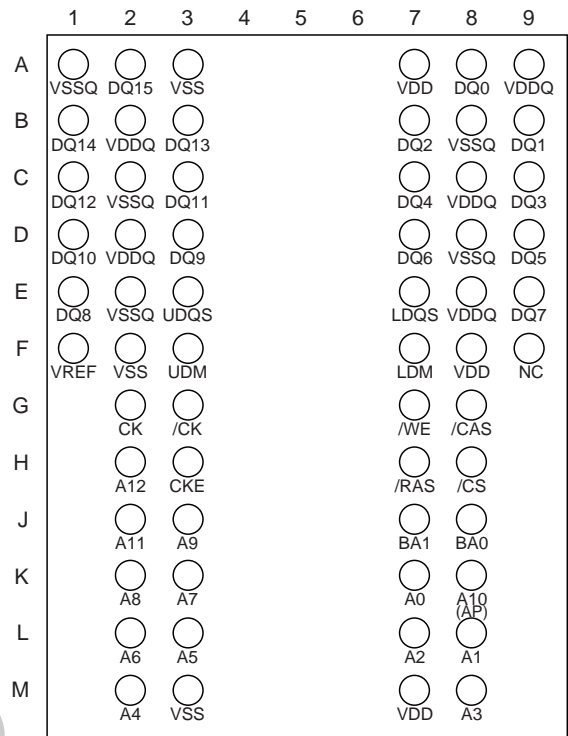 1 2 3 4 5 6 7 8 9
A
VSSQ DQ15 VSS VDD DQ0 VDDQ
B
DQ14 VDDQ DQ13 DQ2 VSSQ DQ1
C
DQ12 VSSQ DQ11 DQ4 VDDQ DQ3
D
DQ10 VDDQ DQ9 DQ6 VSSQ DQ5
E
DQ8 VSSQ UDQS LDQS VDDQ DQ7
F
VREF VSS UDM LDM VDD NC
G
CK /CK /WE /CAS
H
A12 CKE /RAS /CS
J
A11 A9 BA1 BA0
K
A8 A7 A0 A10
(AP)
L
A6 A5 A2 A1
M
A4 VSS VDD A3